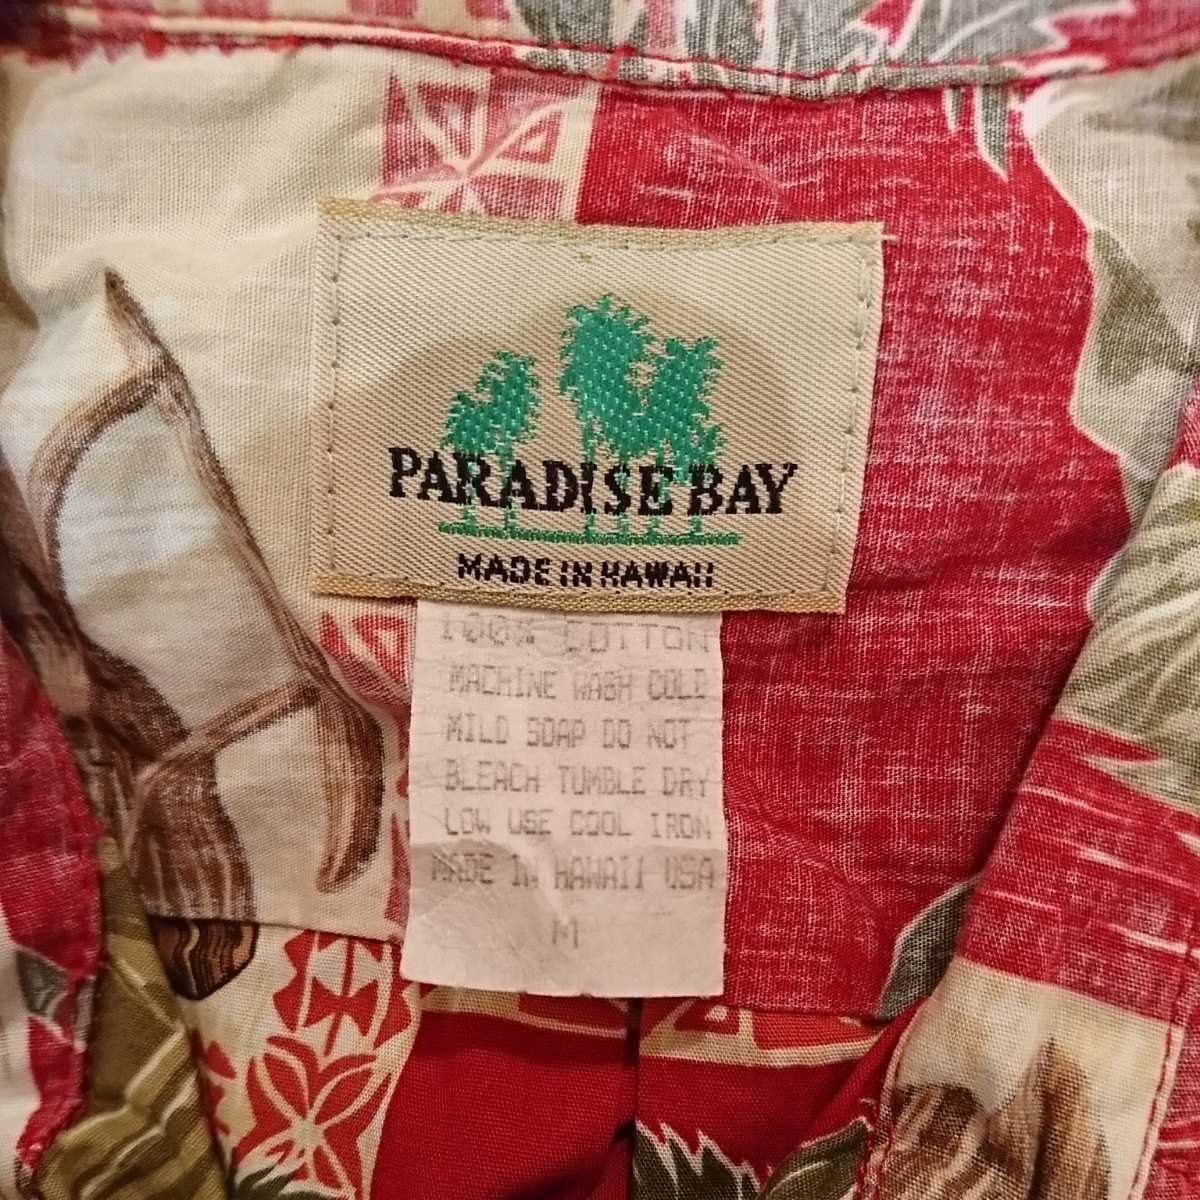 PARADISE BAY
MADE IN HAWAII
100% COTTON
MACHINE WASH COLD
MILD SOAP DO NOT
BLEACH TUMBLE DRY
LOW USE COOL IRON
MADE IN HAWAII USA
M